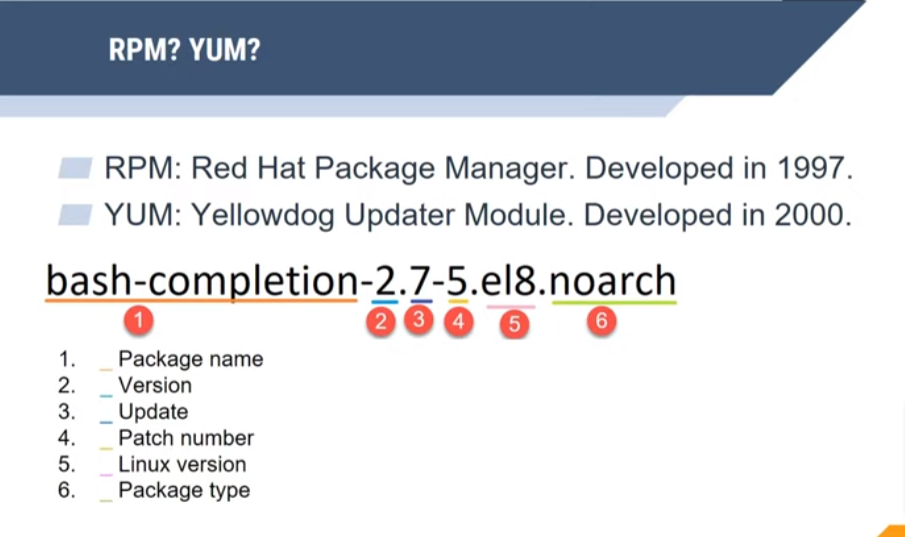 RPM? YUM?
RPM: Red Hat Package Manager. Developed in 1997.
YUM: Yellowdog Updater Module. Developed in 2000.
bash-completion-2.7-5.el8.noarch
1 2 3 4 5 6
1. _ Package name
2. _ Version
3. _ Update
4. _ Patch number
5. _ Linux version
6. _ Package type